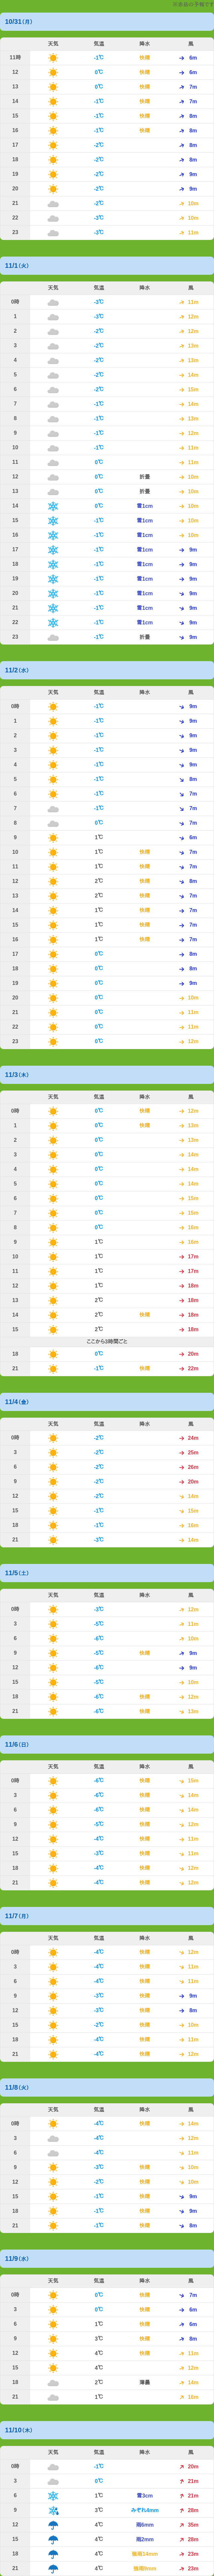 10/31(月)
天気 気温 降水 風
11時 -1℃ 快晴 6m
12 0℃ 快晴 6m
13 0℃ 快晴 7m
14 -1℃ 快晴 7m
15 -1℃ 快晴 8m
16 -1℃ 快晴 8m
17 -2℃ 8m
18 -2℃ 8m
19 -2℃ 9m
20 -2℃ 9m
21 -2℃ 10m
22 -3℃ 10m
23 -3℃ 11m
11/1(火)
天気 気温 降水 風
0時 -3℃ 11m
1 -3℃ 12m
2 -2℃ 12m
3 -2℃ 13m
4 -2℃ 13m
5 -2℃ 14m
6 -2℃ 15m
7 -1℃ 14m
8 -1℃ 13m
9 -1℃ 12m
10 -1℃ 11m
11 0℃ 11m
12 0℃ 折曇 10m
13 0℃ 折曇 10m
14 0℃ 雪1cm 10m
15 -1℃ 雪1cm 10m
16 -1℃ 雪1cm 10m
17 -1℃ 雪1cm 9m
18 -1℃ 雪1cm 9m
19 -1℃ 雪1cm 9m
20 -1℃ 雪1cm 9m
21 -1℃ 雪1cm 9m
22 -1℃ 雪1cm 9m
23 -1℃ 折曇 9m
11/2(水)
天気 気温 降水 風
0時 -1℃ 9m
1 -1℃ 9m
2 -1℃ 9m
3 -1℃ 9m
4 -1℃ 9m
5 -1℃ 8m
6 -1℃ 7m
7 -1℃ 7m
8 0℃ 7m
9 1℃ 6m
10 1℃ 快晴 7m
11 1℃ 快晴 7m
12 2℃ 快晴 8m
13 2℃ 快晴 7m
14 1℃ 快晴 7m
15 1℃ 快晴 7m
16 1℃ 快晴 7m
17 0℃ 8m
18 0℃ 8m
19 0℃ 9m
20 0℃ 10m
21 0℃ 11m
22 0℃ 11m
23 0℃ 12m
11/3(木)
天気 気温 降水 風
0時 0℃ 快晴 12m
1 0℃ 快晴 13m
2 0℃ 13m
3 0℃ 14m
4 0℃ 14m
5 0℃ 14m
6 0℃ 15m
7 0℃ 15m
8 0℃ 16m
9 1℃ 16m
10 1℃ 17m
11 1℃ 17m
12 1℃ 18m
13 2℃ 18m
14 2℃ 快晴 18m
15 2℃ 18m
ここから3時間ごと
18 0℃ 20m
21 -1℃ 快晴 22m
11/4(金)
天気 気温 降水 風
0時 -2℃ 24m
3 -2℃ 25m
6 -2℃ 26m
9 -2℃ 20m
12 -2℃ 14m
15 -1℃ 15m
18 -1℃ 16m
21 -3℃ 14m
11/5(土)
天気 気温 降水 風
0時 -3℃ 12m
3 -5℃ 11m
6 -6℃ 10m
9 -5℃ 快晴 9m
12 -6℃ 9m
15 -5℃ 10m
18 -6℃ 快晴 12m
21 -6℃ 快晴 13m
11/6(日)
天気 気温 降水 風
0時 -6℃ 快晴 15m
3 -6℃ 快晴 14m
6 -6℃ 快晴 14m
9 -5℃ 快晴 12m
12 -4℃ 快晴 11m
15 -3℃ 快晴 11m
18 -4℃ 快晴 12m
21 -4℃ 快晴 12m
11/7(月)
天気 気温 降水 風
0時 -4℃ 快晴 12m
3 -4℃ 快晴 11m
6 -4℃ 快晴 11m
9 -3℃ 快晴 9m
12 -3℃ 快晴 8m
15 -2℃ 快晴 10m
18 -4℃ 快晴 11m
21 -4℃ 快晴 12m
11/8(火)
天気 気温 降水 風
0時 -4℃ 快晴 14m
3 -4℃ 12m
6 -4℃ 11m
9 -3℃ 快晴 10m
12 -2℃ 快晴 10m
15 -1℃ 快晴 9m
18 -1℃ 快晴 9m
21 -1℃ 快晴 8m
11/9(水)
天気 気温 降水 風
0時 0℃ 快晴 7m
3 0℃ 快晴 6m
6 1℃ 快晴 6m
9 3℃ 快晴 8m
12 4℃ 快晴 11m
15 4℃ 12m
18 2℃ 薄曇 14m
21 1℃ 16m
11/10(木)
天気 気温 降水 風
0時 -1℃ 20m
3 0℃ 21m
6 1℃ 雪3cm 21m
9 3℃ みぞれ4mm 28m
12 4℃ 雨6mm 35m
15 4℃ 雨2mm 28m
18 4℃ 強雨14mm 23m
21 4℃ 23m